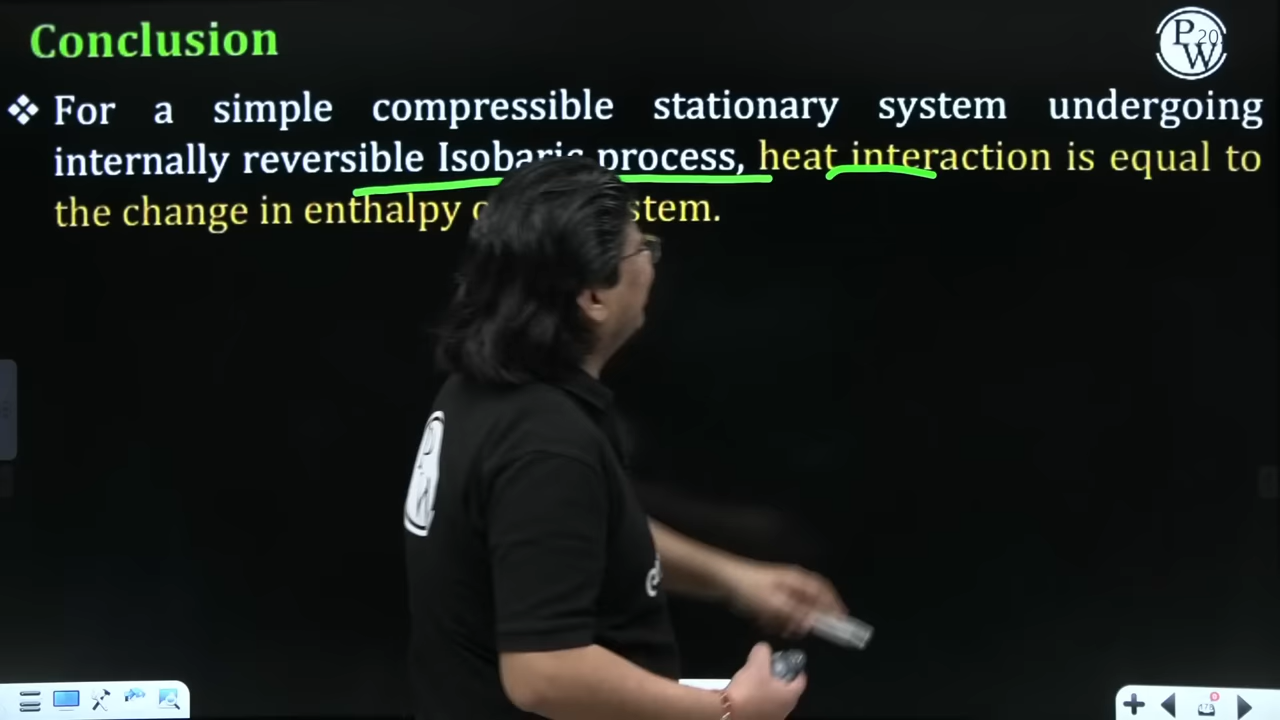 Conclusion
P 20
W
❖ For a simple compressible stationary system undergoing
internally reversible Isobaric process, heat interaction is equal to
the change in enthalpy stem.
P
W